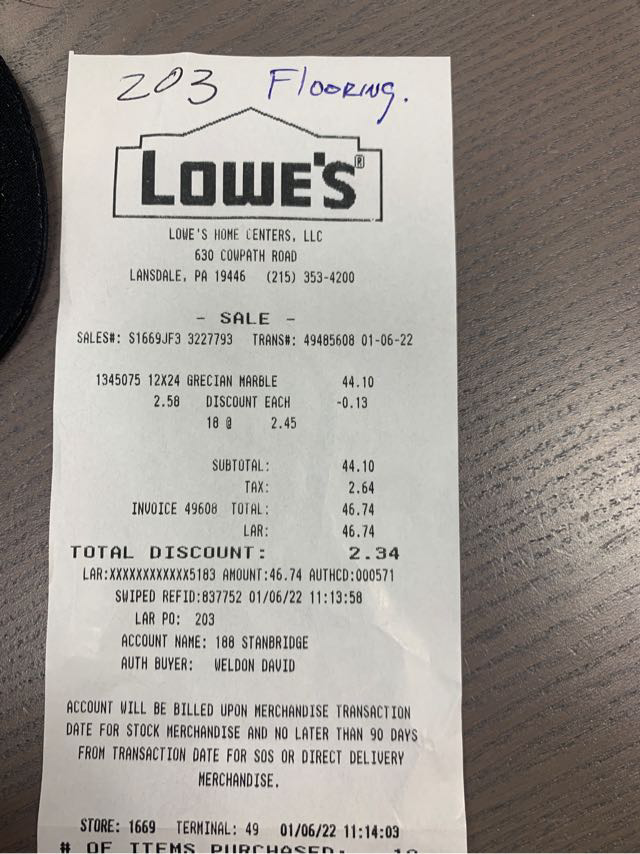 203 Flooring.
LOWE'S®
LOWE'S HOME CENTERS, LLC
630 COWPATH ROAD
LANSDALE, PA 19446 (215) 353-4200
- SALE -
SALES#: S1669JF3 3227793 TRANS#: 49485608 01-06-22
1345075 12X24 GRECIAN MARBLE 44.10
2.58 DISCOUNT EACH -0.13
18 @ 2.45
SUBTOTAL: 44.10
TAX: 2.64
INVOICE 49608 TOTAL: 46.74
LAR: 46.74
TOTAL DISCOUNT: 2.34
LAR:XXXXXXXXXXXX5183 AMOUNT:46.74 AUTHCD:000571
SWIPED REFID:837752 01/06/22 11:13:58
LAR PO: 203
ACCOUNT NAME: 188 STANBRIDGE
AUTH BUYER: WELDON DAVID
ACCOUNT WILL BE BILLED UPON MERCHANDISE TRANSACTION
DATE FOR STOCK MERCHANDISE AND NO LATER THAN 90 DAYS
FROM TRANSACTION DATE FOR SOS OR DIRECT DELIVERY
MERCHANDISE.
STORE: 1669 TERMINAL: 49 01/06/22 11:14:03
# OF ITEMS PURCHASED: